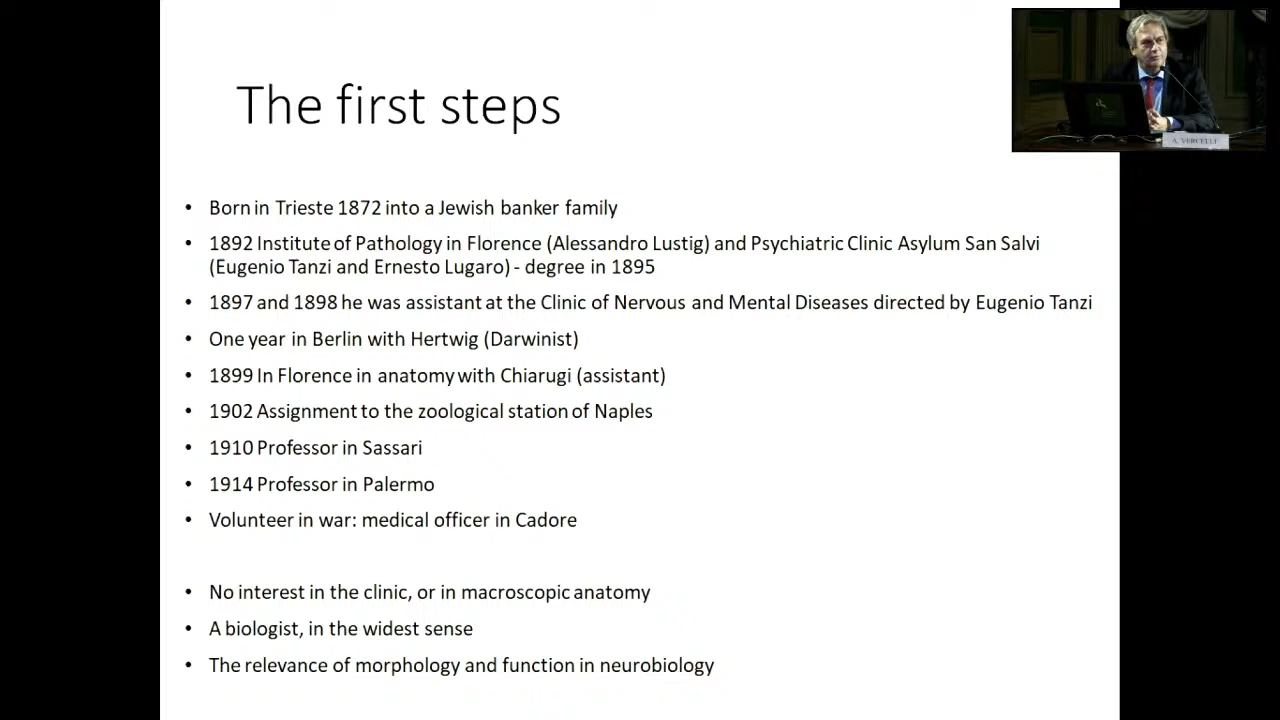 The first steps
A. VERCELLI
• Born in Trieste 1872 into a Jewish banker family
• 1892 Institute of Pathology in Florence (Alessandro Lustig) and Psychiatric Clinic Asylum San Salvi
(Eugenio Tanzi and Ernesto Lugaro) - degree in 1895
• 1897 and 1898 he was assistant at the Clinic of Nervous and Mental Diseases directed by Eugenio Tanzi
• One year in Berlin with Hertwig (Darwinist)
• 1899 In Florence in anatomy with Chiarugi (assistant)
• 1902 Assignment to the zoological station of Naples
• 1910 Professor in Sassari
• 1914 Professor in Palermo
• Volunteer in war: medical officer in Cadore
• No interest in the clinic, or in macroscopic anatomy
• A biologist, in the widest sense
• The relevance of morphology and function in neurobiology